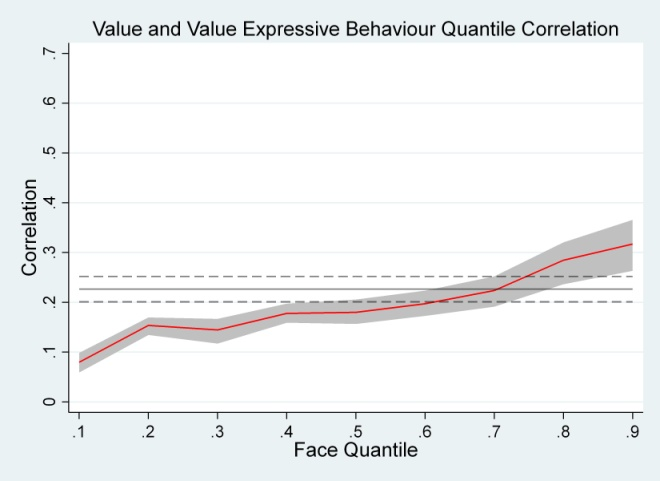 Value and Value Expressive Behaviour Quantile Correlation
.7
.6
.5
.4
.3
.2
.1
0
Correlation
.1 .2 .3 .4 .5 .6 .7 .8 .9
Face Quantile